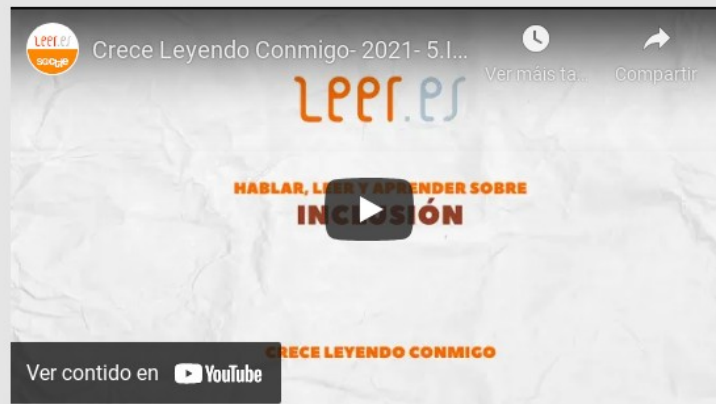 Leer.es
SGCTIE
Crece Leyendo Conmigo- 2021- 5.I...
Ver máis ta...
Compartir
Leer.es
HABLAR, LEER Y APRENDER SOBRE
INCLUSIÓN
CRECE LEYENDO CONMIGO
Ver contido en YouTube